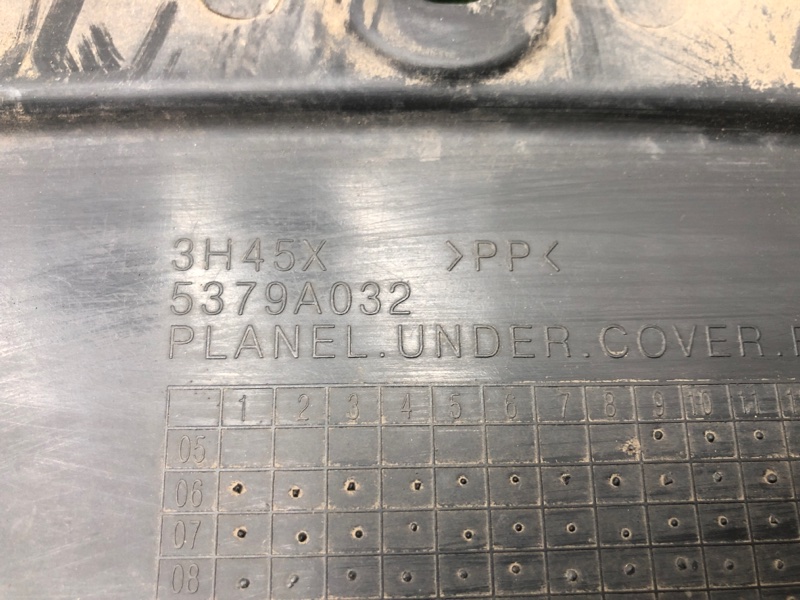 3H45X >PP<
5379A032
PLANEL.UNDER.COVER.
1 2 3 4 5 6 7 8 9 10 11
05
06
07
08